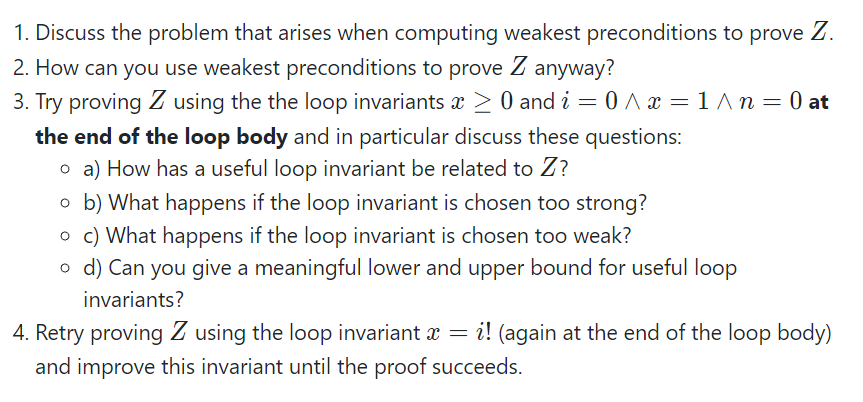 1. Discuss the problem that arises when computing weakest preconditions to prove Z.
2. How can you use weakest preconditions to prove Z anyway?
3. Try proving Z using the the loop invariants x ≥ 0 and i = 0 ∧ x = 1 ∧ n = 0 at
the end of the loop body and in particular discuss these questions:
○ a) How has a useful loop invariant be related to Z?
○ b) What happens if the loop invariant is chosen too strong?
○ c) What happens if the loop invariant is chosen too weak?
○ d) Can you give a meaningful lower and upper bound for useful loop
invariants?
4. Retry proving Z using the loop invariant x = i! (again at the end of the loop body)
and improve this invariant until the proof succeeds.